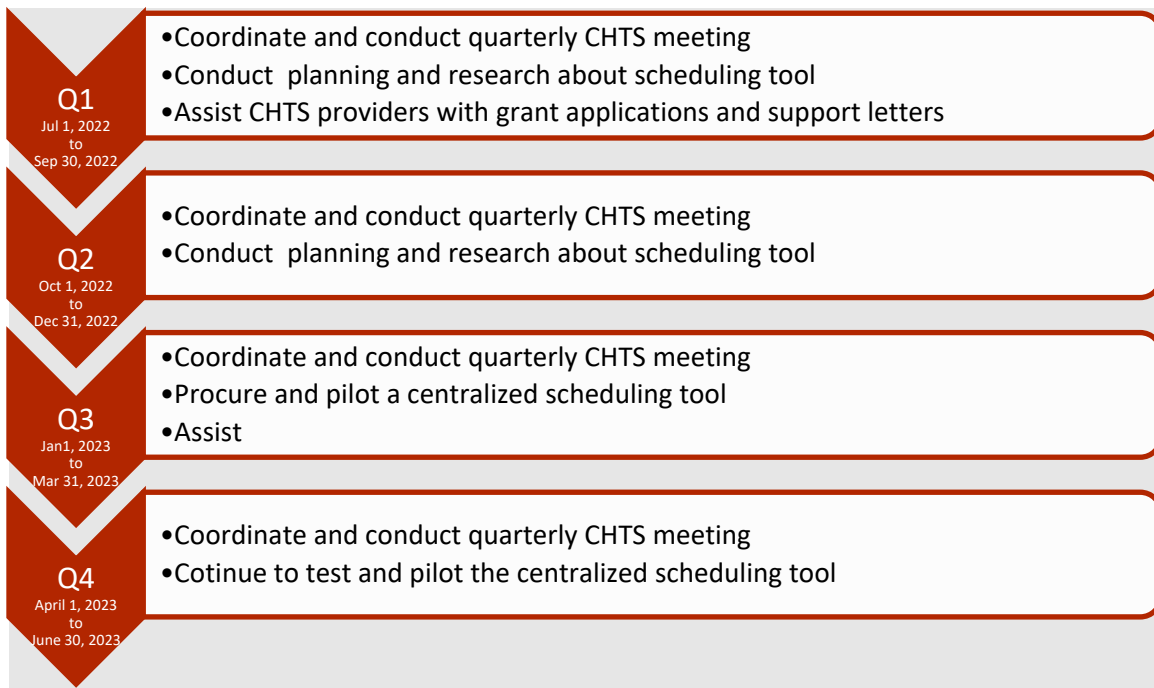 Q1
Jul 1, 2022
to
Sep 30, 2022
•Coordinate and conduct quarterly CHTS meeting
•Conduct  planning and research about scheduling tool
•Assist CHTS providers with grant applications and support letters
Q2
Oct 1, 2022
to
Dec 31, 2022
•Coordinate and conduct quarterly CHTS meeting
•Conduct  planning and research about scheduling tool
Q3
Jan1, 2023
to
Mar 31, 2023
•Coordinate and conduct quarterly CHTS meeting
•Procure and pilot a centralized scheduling tool
•Assist
Q4
April 1, 2023
to
June 30, 2023
•Coordinate and conduct quarterly CHTS meeting
•Cotinue to test and pilot the centralized scheduling tool